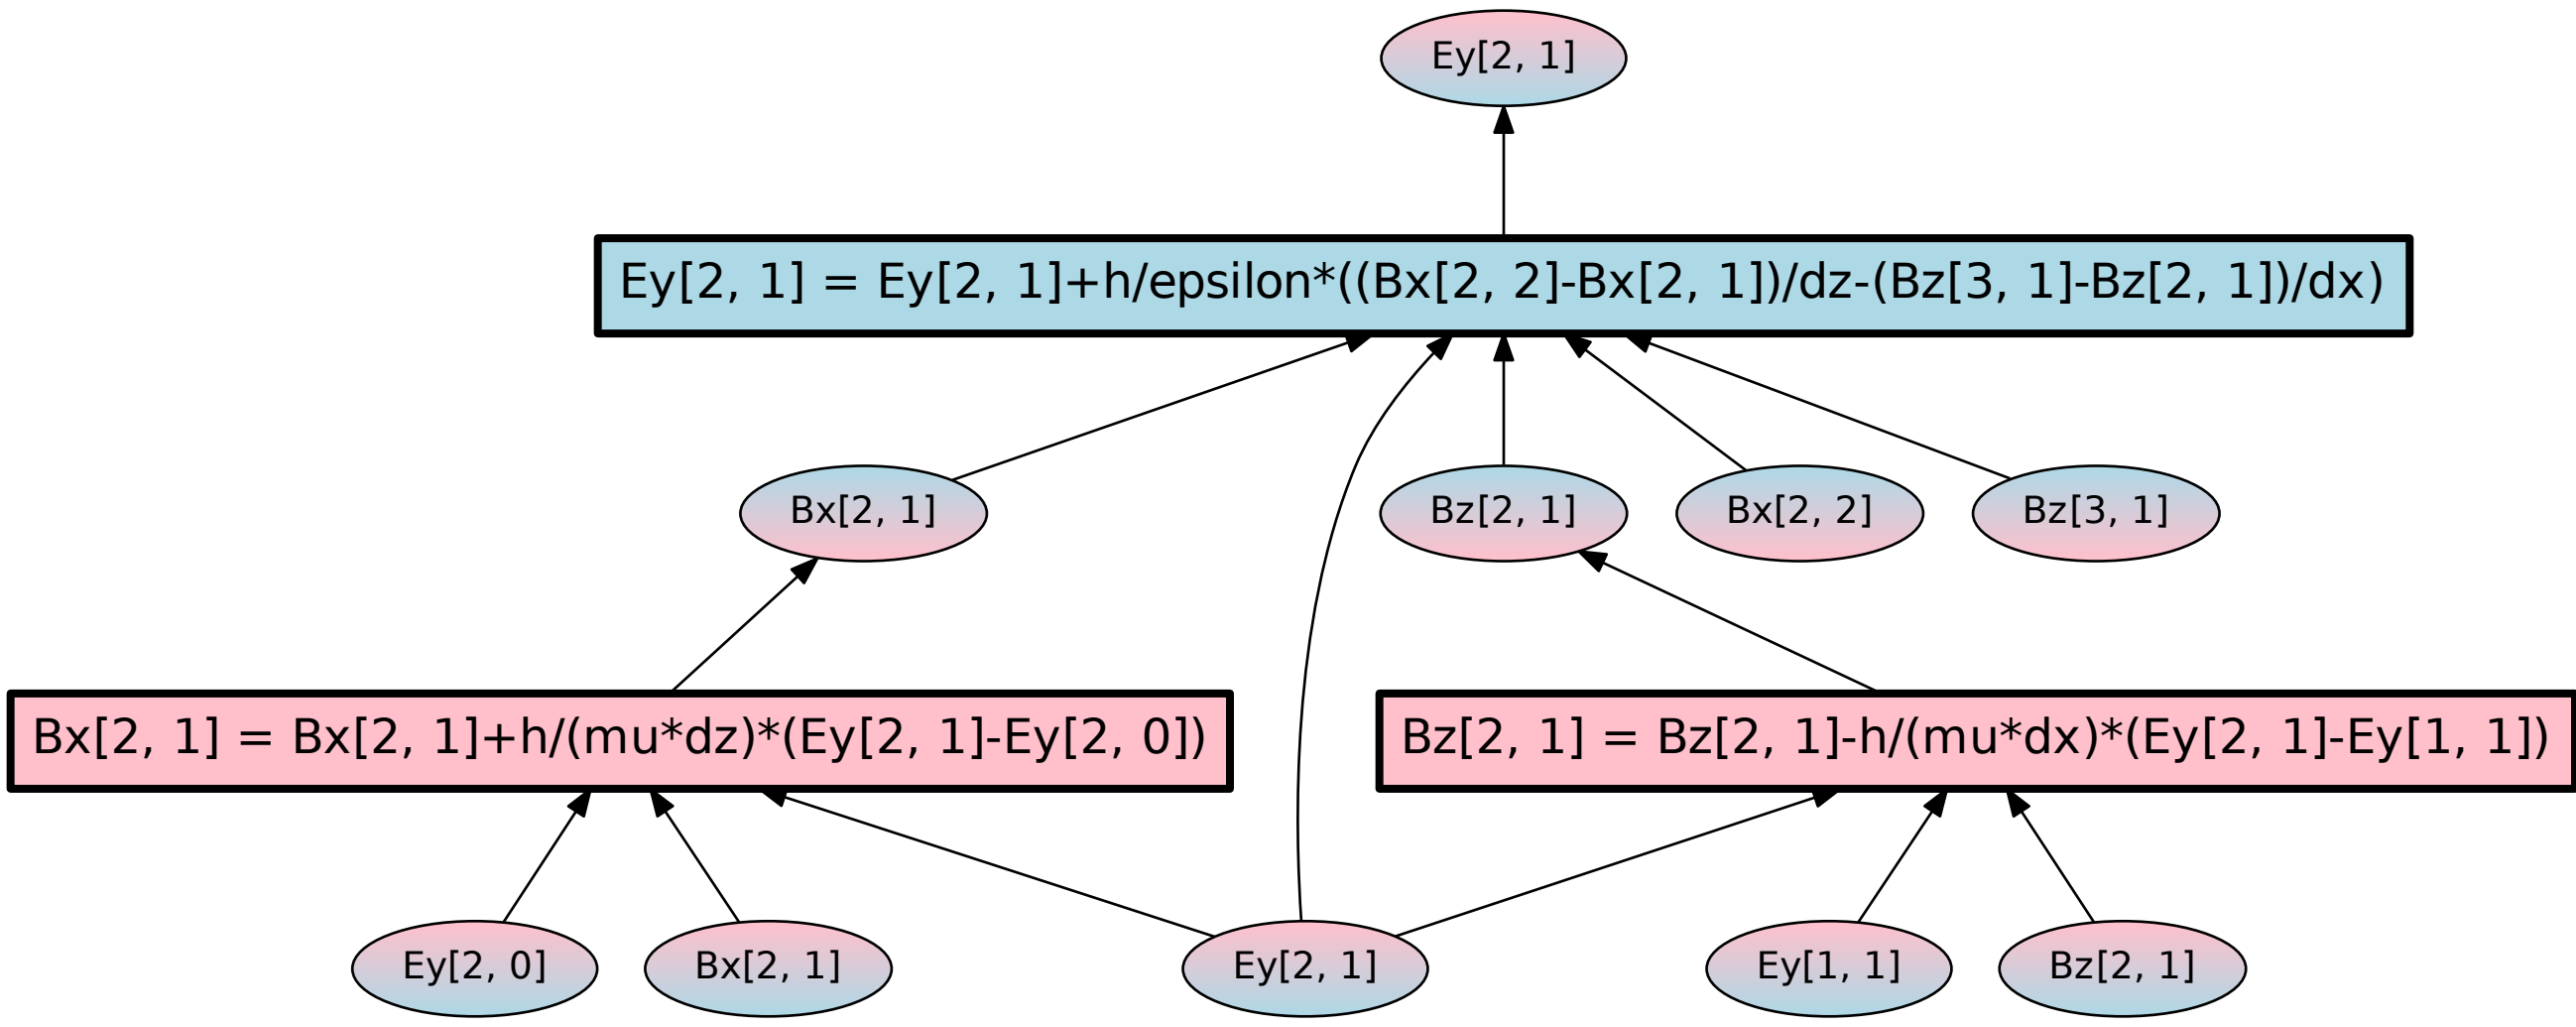 Ey[2, 1]
Ey[2, 1] = Ey[2, 1]+h/epsilon*((Bx[2, 2]-Bx[2, 1])/dz-(Bz[3, 1]-Bz[2, 1])/dx)
Bx[2, 1]
Bz[2, 1]
Bx[2, 2]
Bz[3, 1]
Bx[2, 1] = Bx[2, 1]+h/(mu*dz)*(Ey[2, 1]-Ey[2, 0])
Bz[2, 1] = Bz[2, 1]-h/(mu*dx)*(Ey[2, 1]-Ey[1, 1])
Ey[2, 0]
Bx[2, 1]
Ey[2, 1]
Ey[1, 1]
Bz[2, 1]